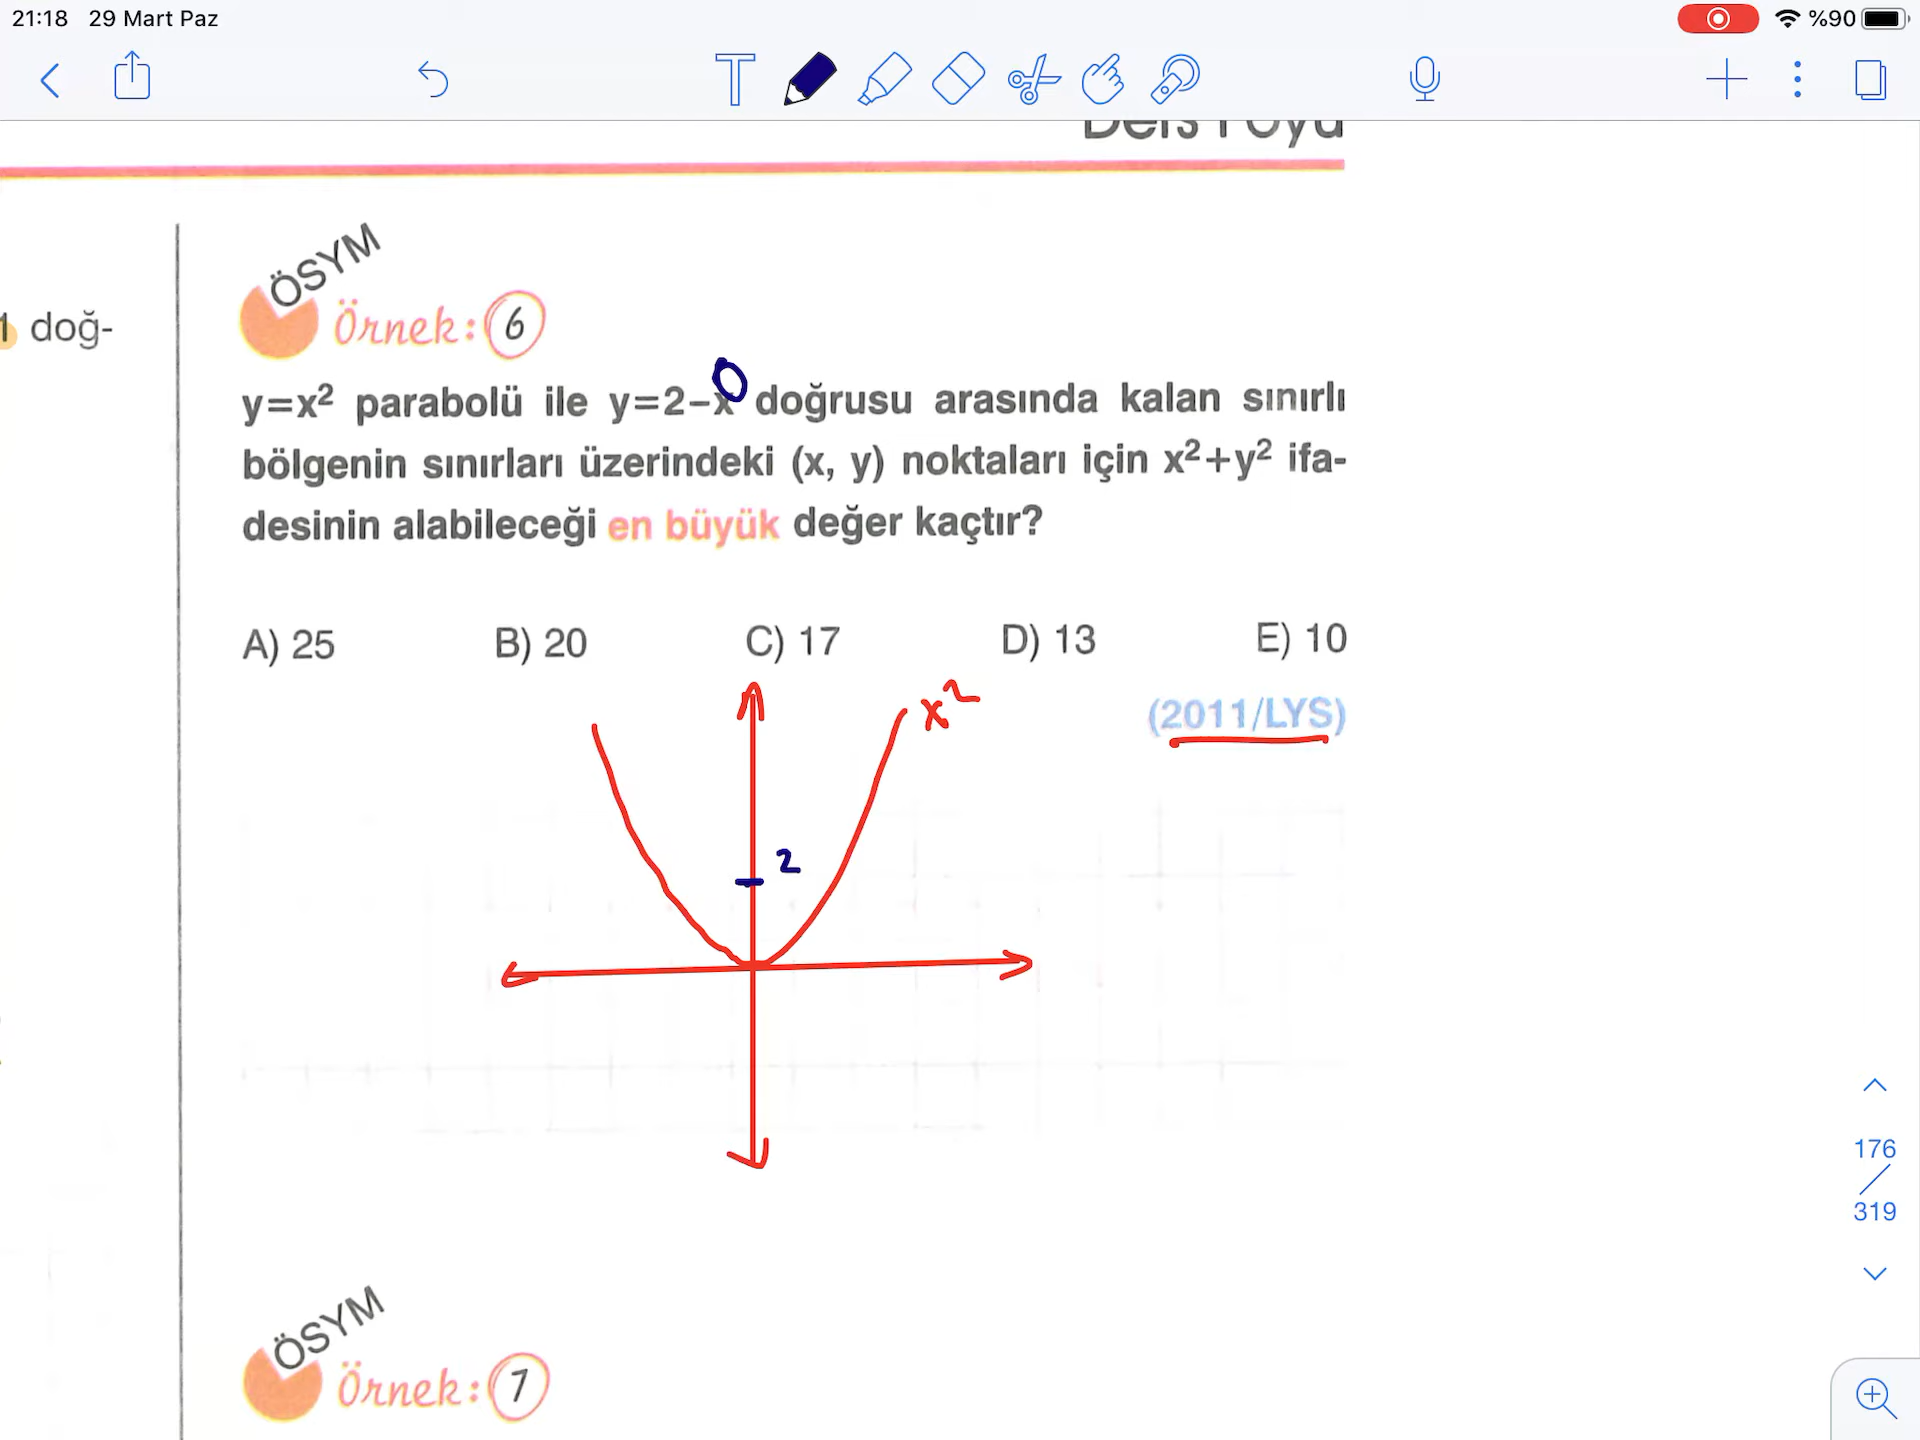 21:18 29 Mart Paz %90
Ders Föyü
1 doğ-
ÖSYM
Örnek: 6
y=x² parabolü ile y=2-x doğrusu arasında kalan sınırlı
0
bölgenin sınırları üzerindeki (x, y) noktaları için x²+y² ifa-
desinin alabileceği en büyük değer kaçtır?
A) 25 B) 20 C) 17 D) 13 E) 10
(2011/LYS)
x²
2
176
319
ÖSYM
Örnek: 7